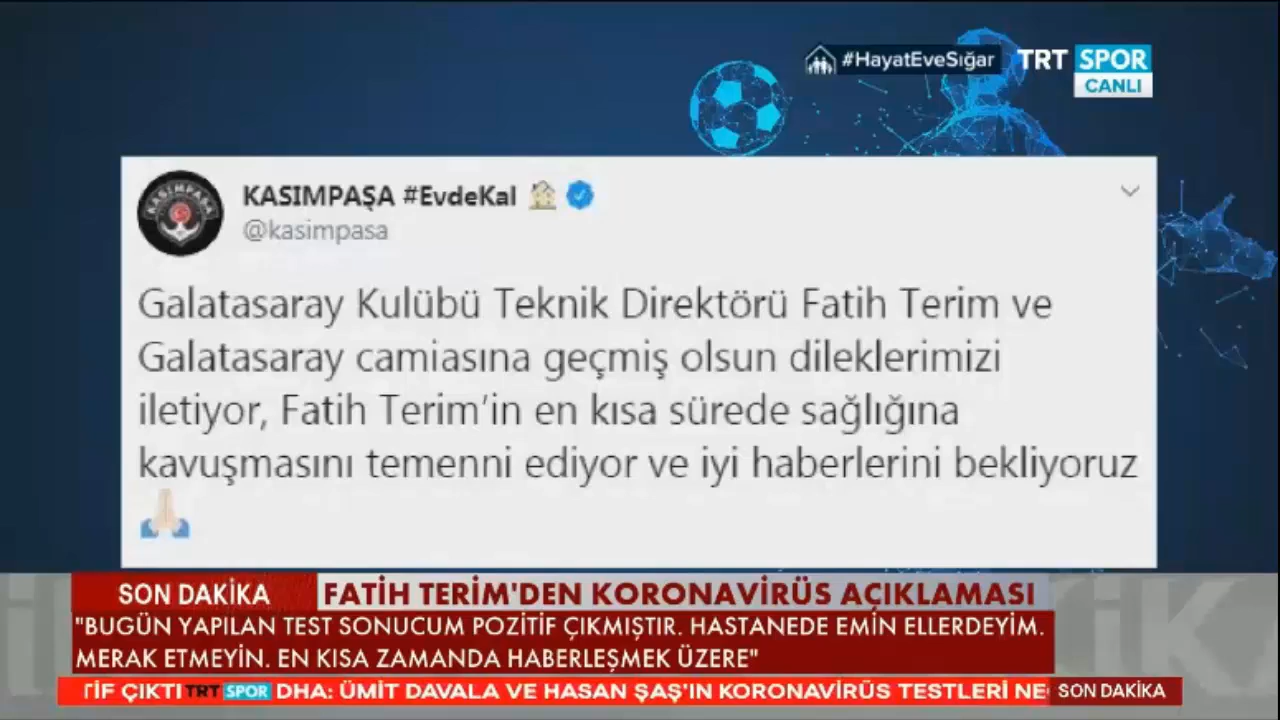 #HayatEveSığar
TRT SPOR
CANLI
KASIMPAŞA #EvdeKal
@kasimpasa
Galatasaray Kulübü Teknik Direktörü Fatih Terim ve
Galatasaray camiasına geçmiş olsun dileklerimizi
iletiyor, Fatih Terim'in en kısa sürede sağlığına
kavuşmasını temenni ediyor ve iyi haberlerini bekliyoruz
SON DAKİKA
FATİH TERİM'DEN KORONAVİRÜS AÇIKLAMASI
"BUGÜN YAPILAN TEST SONUCUM POZİTİF ÇIKMIŞTIR. HASTANEDE EMİN ELLERDEYİM.
MERAK ETMEYİN. EN KISA ZAMANDA HABERLEŞMEK ÜZERE"
TİF ÇIKTI TRT SPOR DHA: ÜMİT DAVALA VE HASAN ŞAŞ'IN KORONAVİRÜS TESTLERİ NE
SON DAKİKA